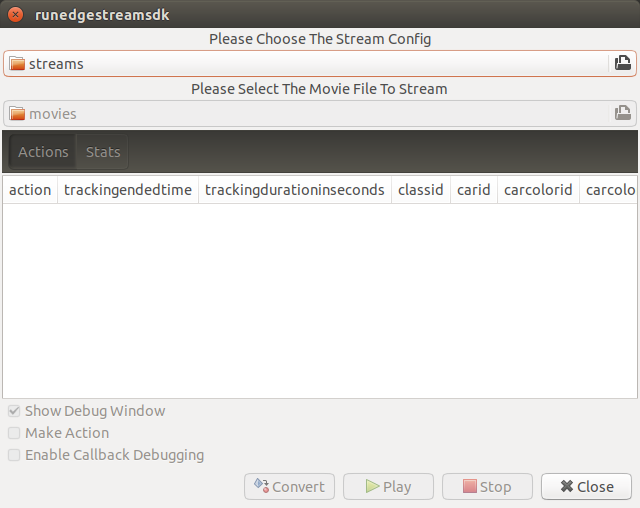 runedgestreamsdk
Please Choose The Stream Config
streams
Please Select The Movie File To Stream
movies
Actions Stats
action trackingendedtime trackingdurationinseconds classid carid carcolorid carcolo
Show Debug Window
Make Action
Enable Callback Debugging
Convert Play Stop Close